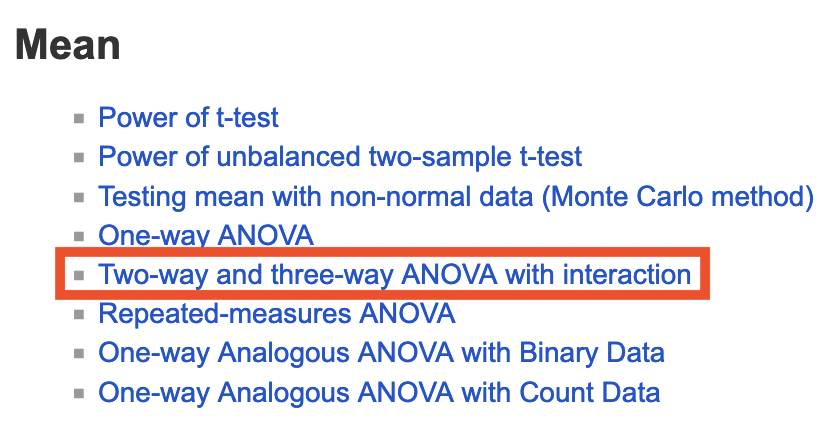 Mean
Power of t-test
Power of unbalanced two-sample t-test
Testing mean with non-normal data (Monte Carlo method)
One-way ANOVA
Two-way and three-way ANOVA with interaction
Repeated-measures ANOVA
One-way Analogous ANOVA with Binary Data
One-way Analogous ANOVA with Count Data